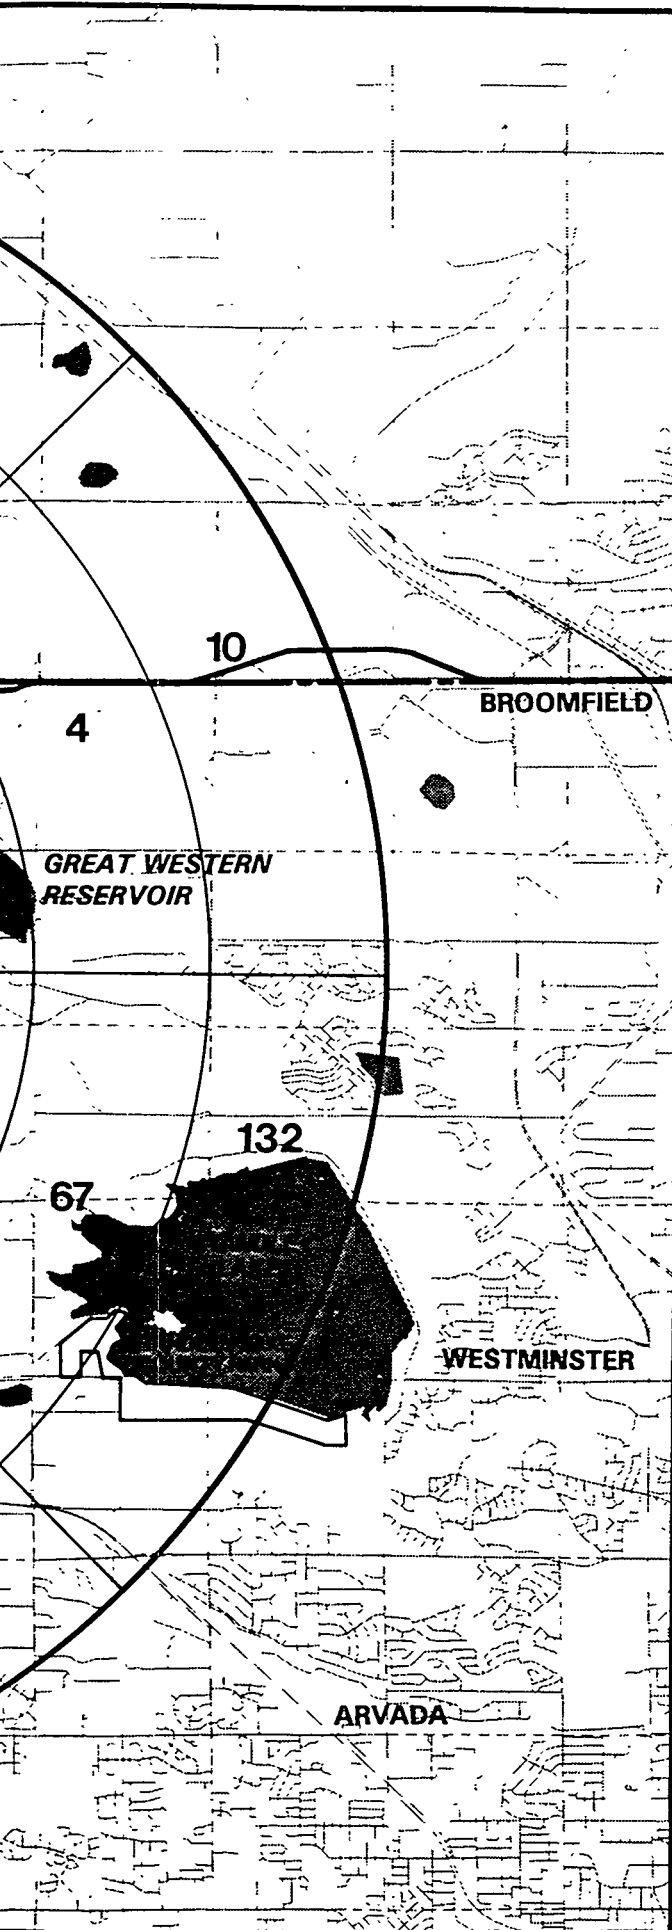 10
BROOMFIELD
4
GREAT WESTERN
RESERVOIR
132
67
WESTMINSTER
ARVADA